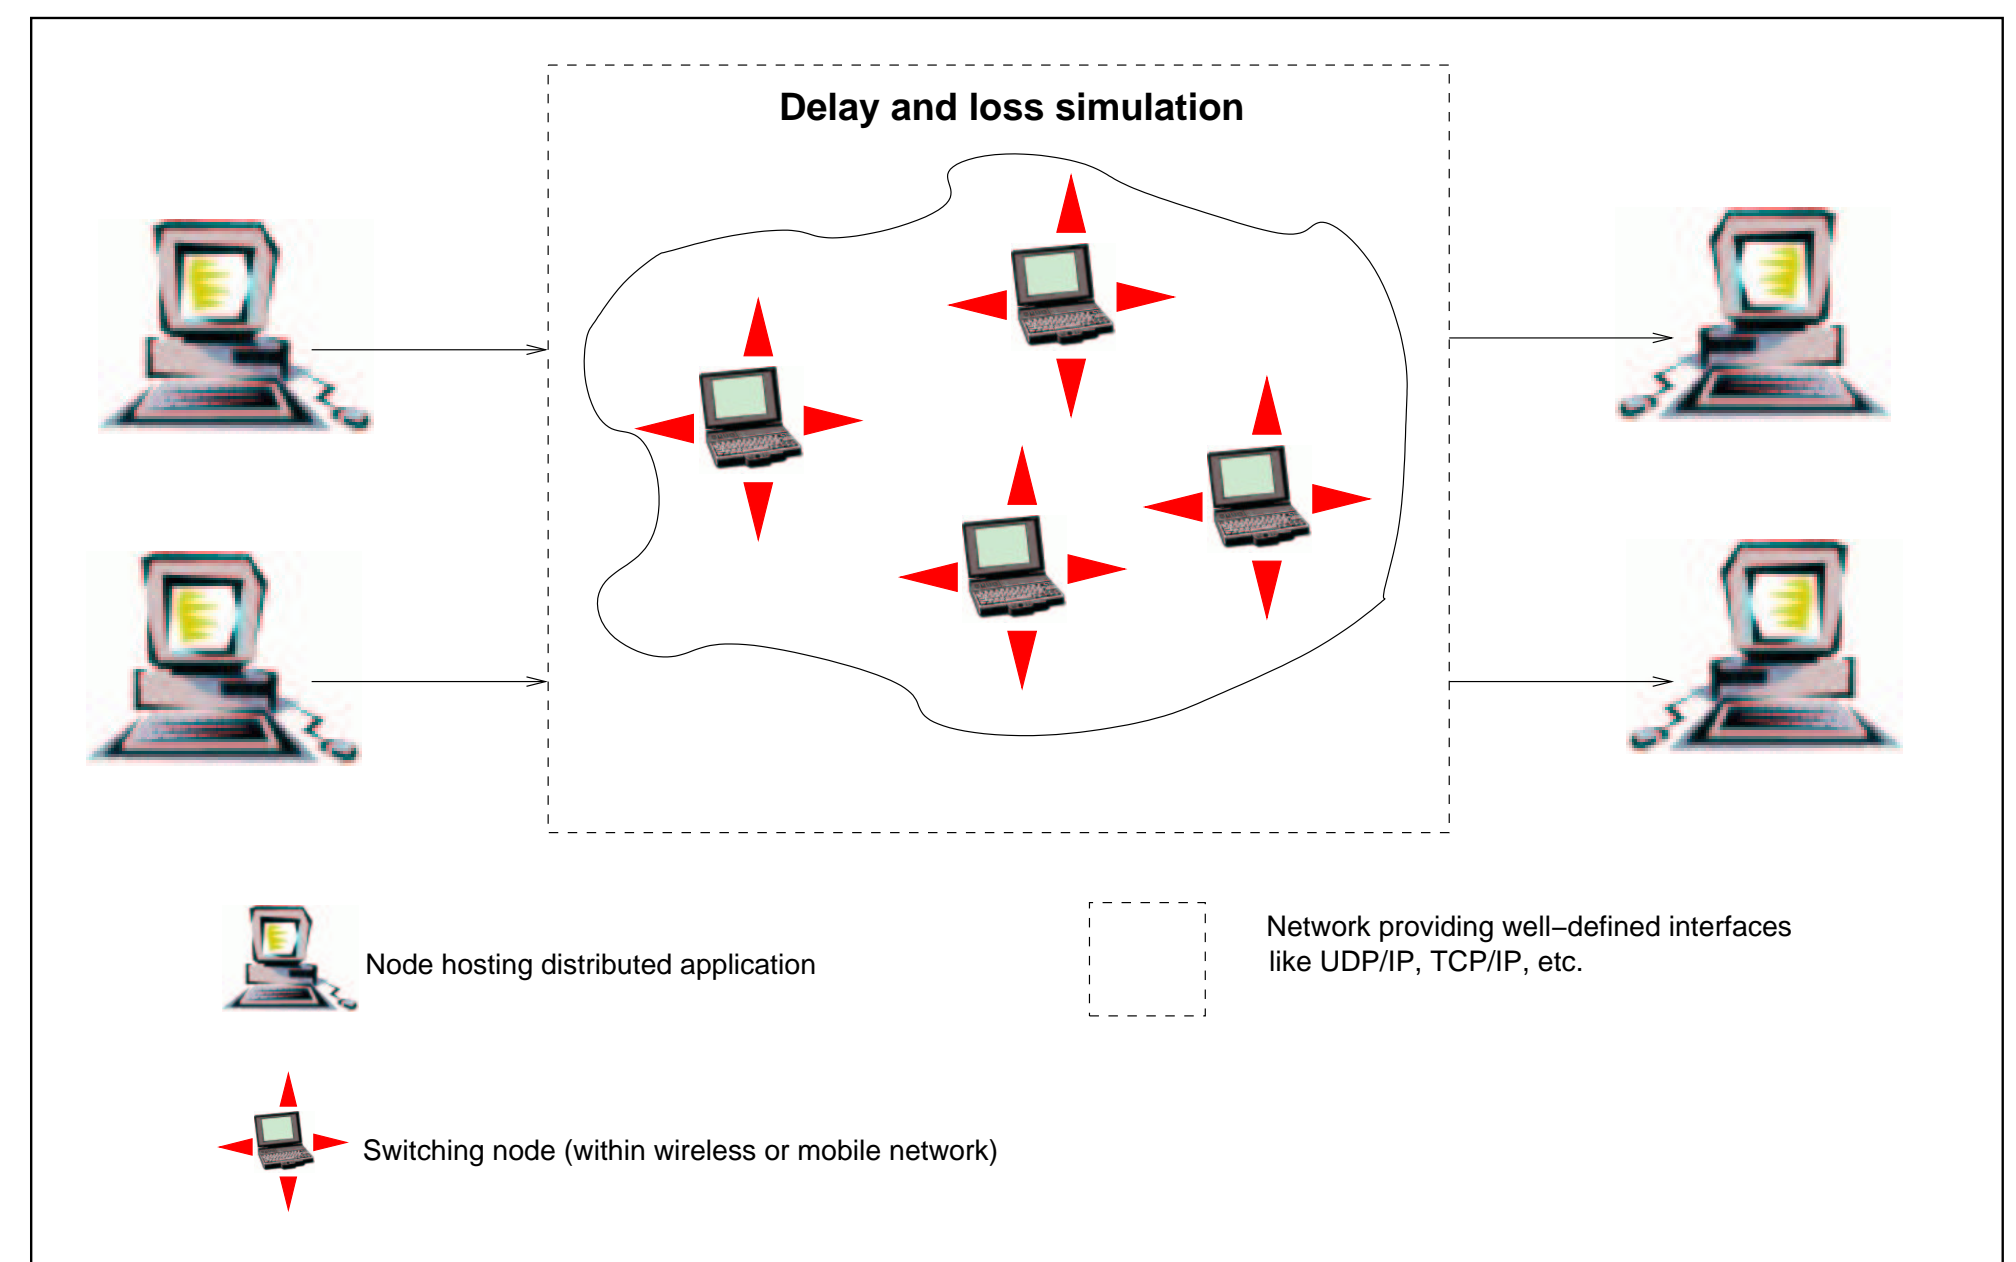 Delay and loss simulation
Node hosting distributed application
Network providing well−defined interfaces
like UDP/IP, TCP/IP, etc.
Switching node (within wireless or mobile network)